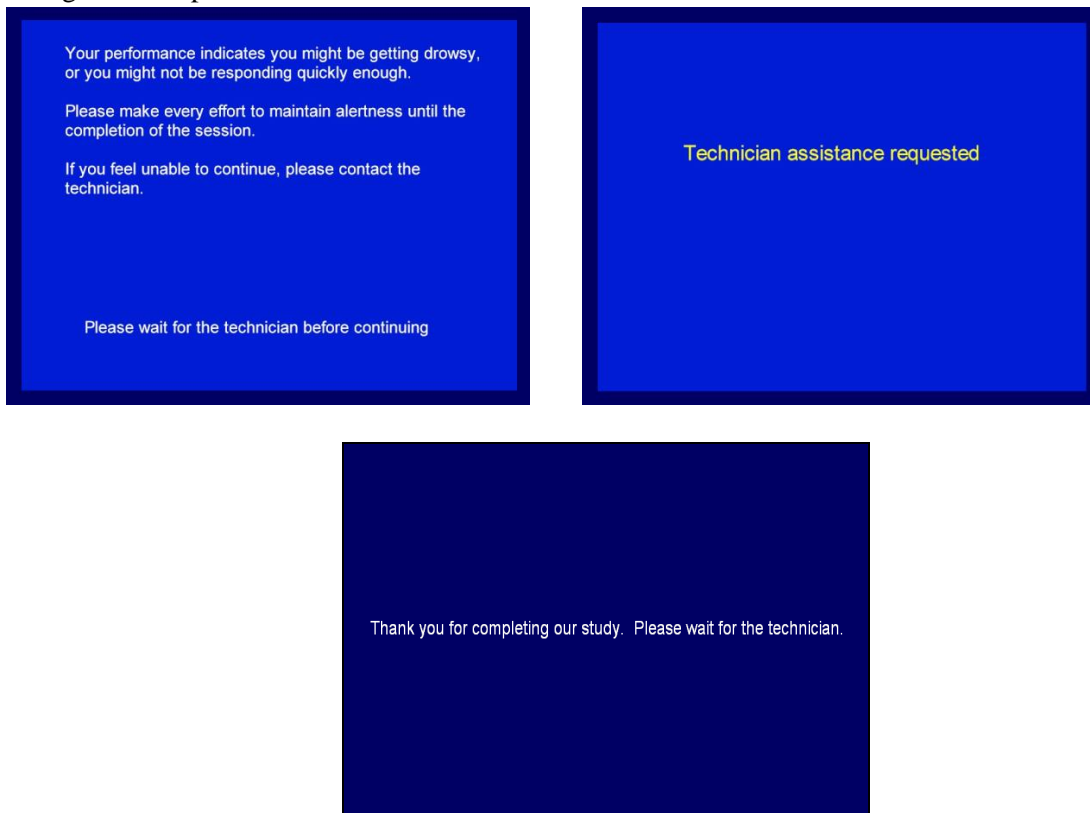 Your performance indicates you might be getting drowsy,
or you might not be responding quickly enough.
Please make every effort to maintain alertness until the
completion of the session.
If you feel unable to continue, please contact the
technician.
Please wait for the technician before continuing
Technician assistance requested
Thank you for completing our study. Please wait for the technician.